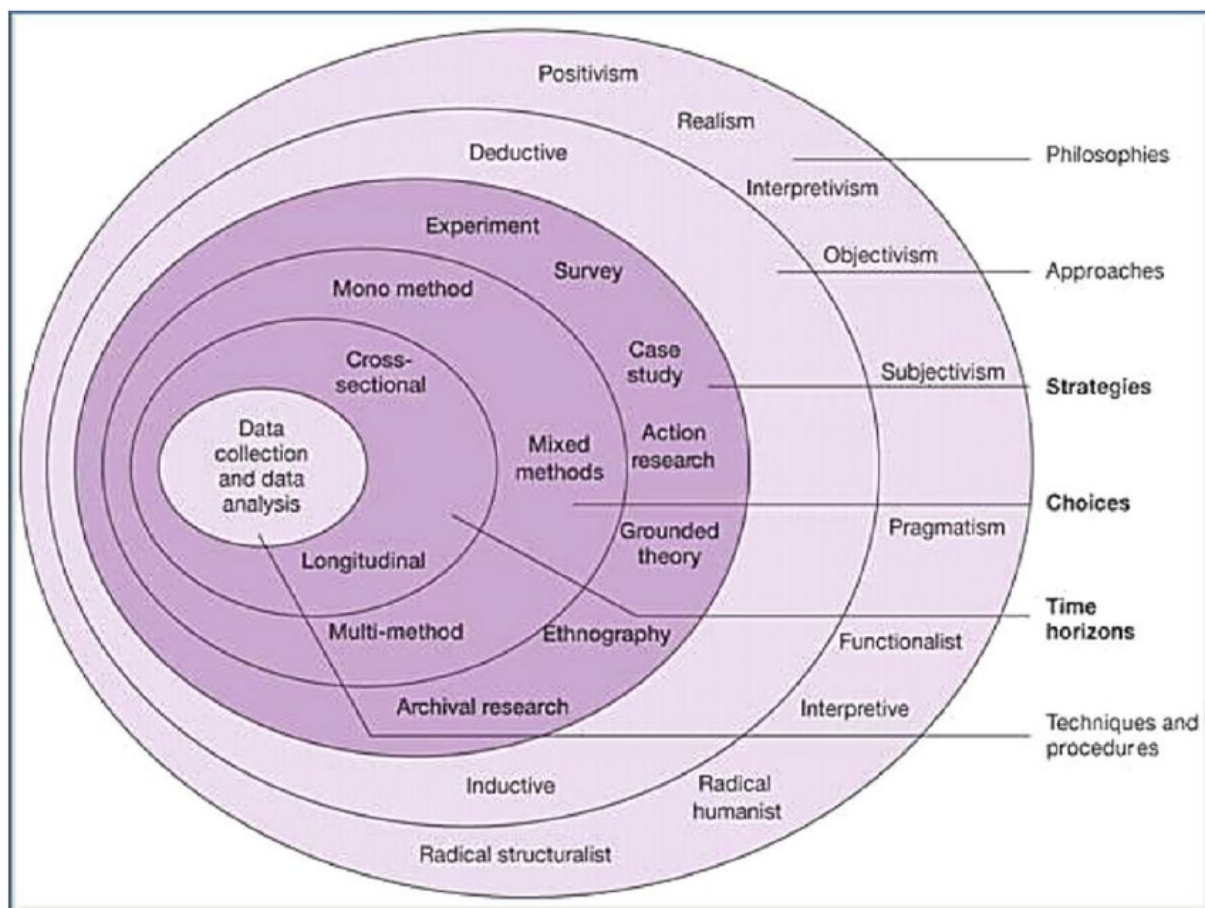 Positivism
Realism
Philosophies
Deductive
Interpretivism
Experiment
Objectivism
Survey
Approaches
Mono method
Case
study
Cross-
sectional
Subjectivism
Strategies
Data
collection
and data
analysis
Mixed
methods
Action
research
Choices
Pragmatism
Grounded
theory
Longitudinal
Time
horizons
Multi-method
Ethnography
Functionalist
Archival research
Interpretive
Techniques and
procedures
Inductive
Radical
humanist
Radical structuralist